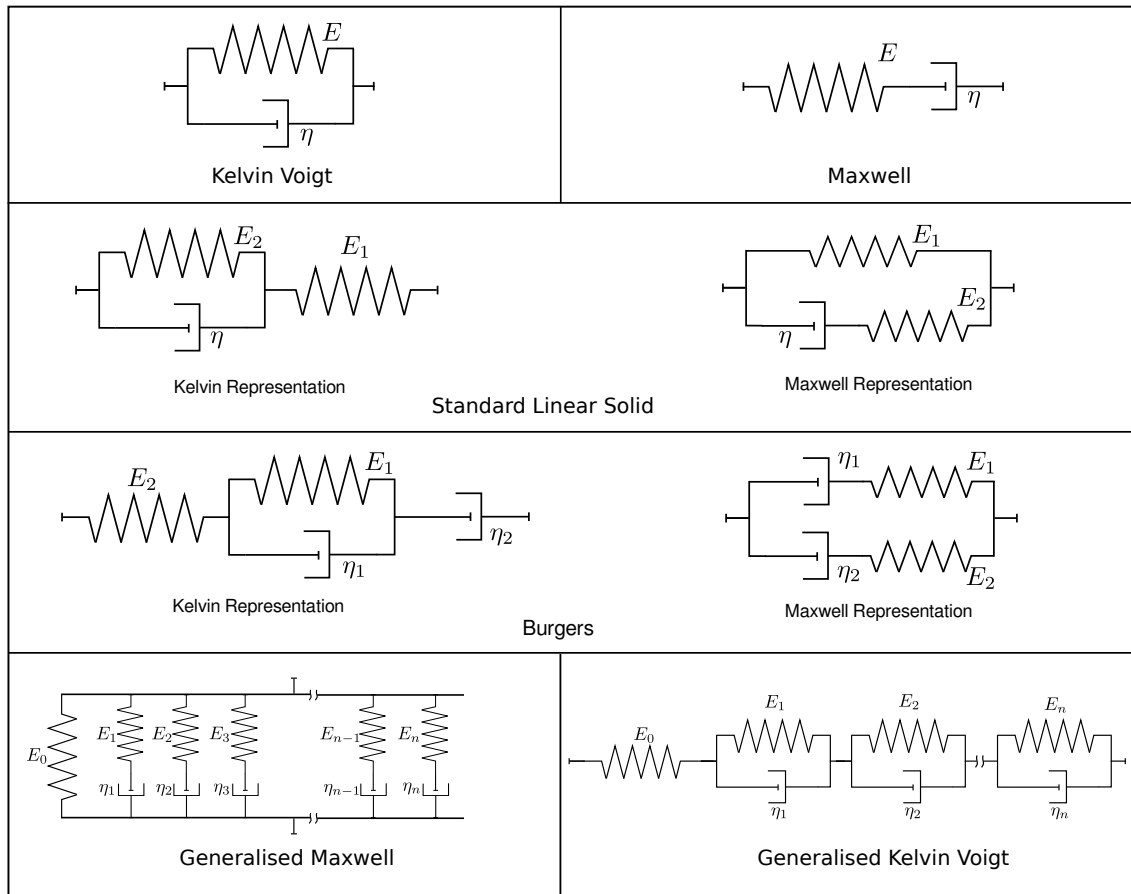 E
η
Kelvin Voigt
E
η
Maxwell
E₂
E₁
η
Kelvin Representation
E₁
E₂
η
Maxwell Representation
Standard Linear Solid
E₂
E₁
η₁
η₂
Kelvin Representation
η₁
E₁
η₂
E₂
Maxwell Representation
Burgers
E₀
E₁ E₂ E₃ Eₙ₋₁ Eₙ
η₁ η₂ η₃ ηₙ₋₁ ηₙ
Generalised Maxwell
E₀
E₁ E₂ Eₙ
η₁ η₂ ηₙ
Generalised Kelvin Voigt